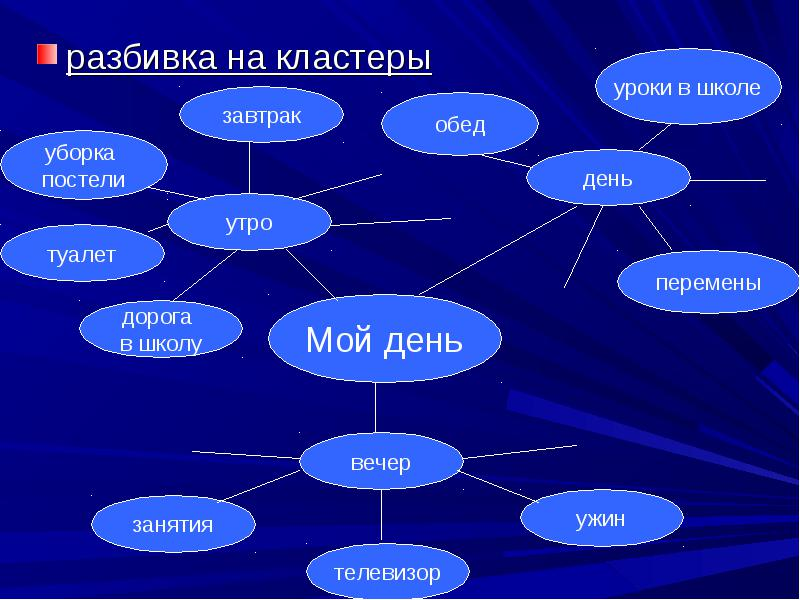 разбивка на кластеры
уроки в школе
завтрак
обед
уборка
постели
день
утро
туалет
перемены
дорога
в школу
Мой день
вечер
занятия
ужин
телевизор